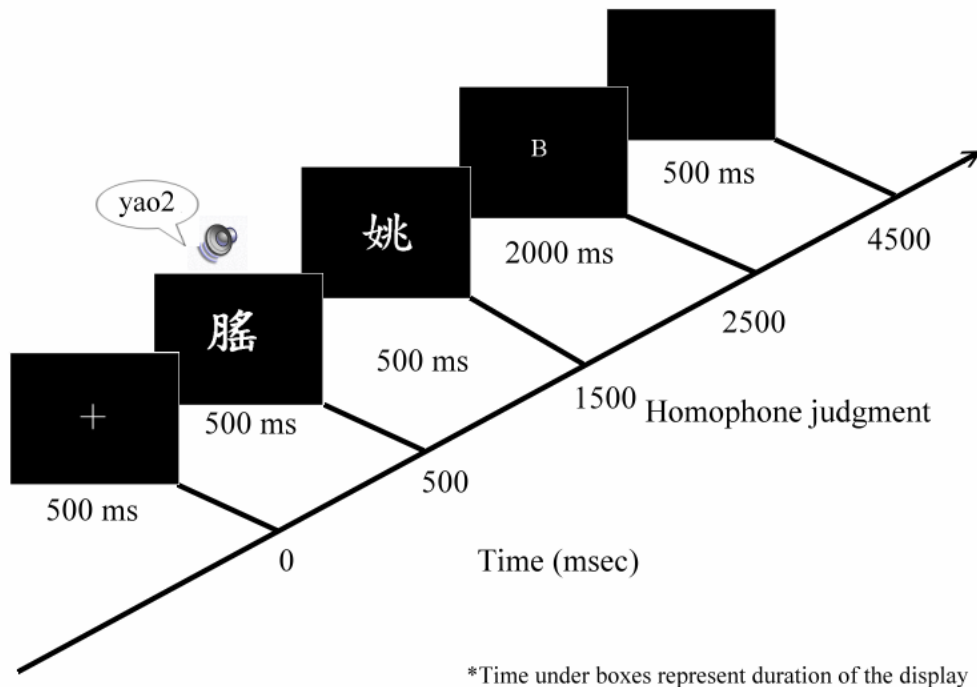 B
500 ms
yao2
姚
2000 ms
4500
2500
500 ms
1500
Homophone judgment
500 ms
500
500 ms
0
Time (msec)
*Time under boxes represent duration of the display